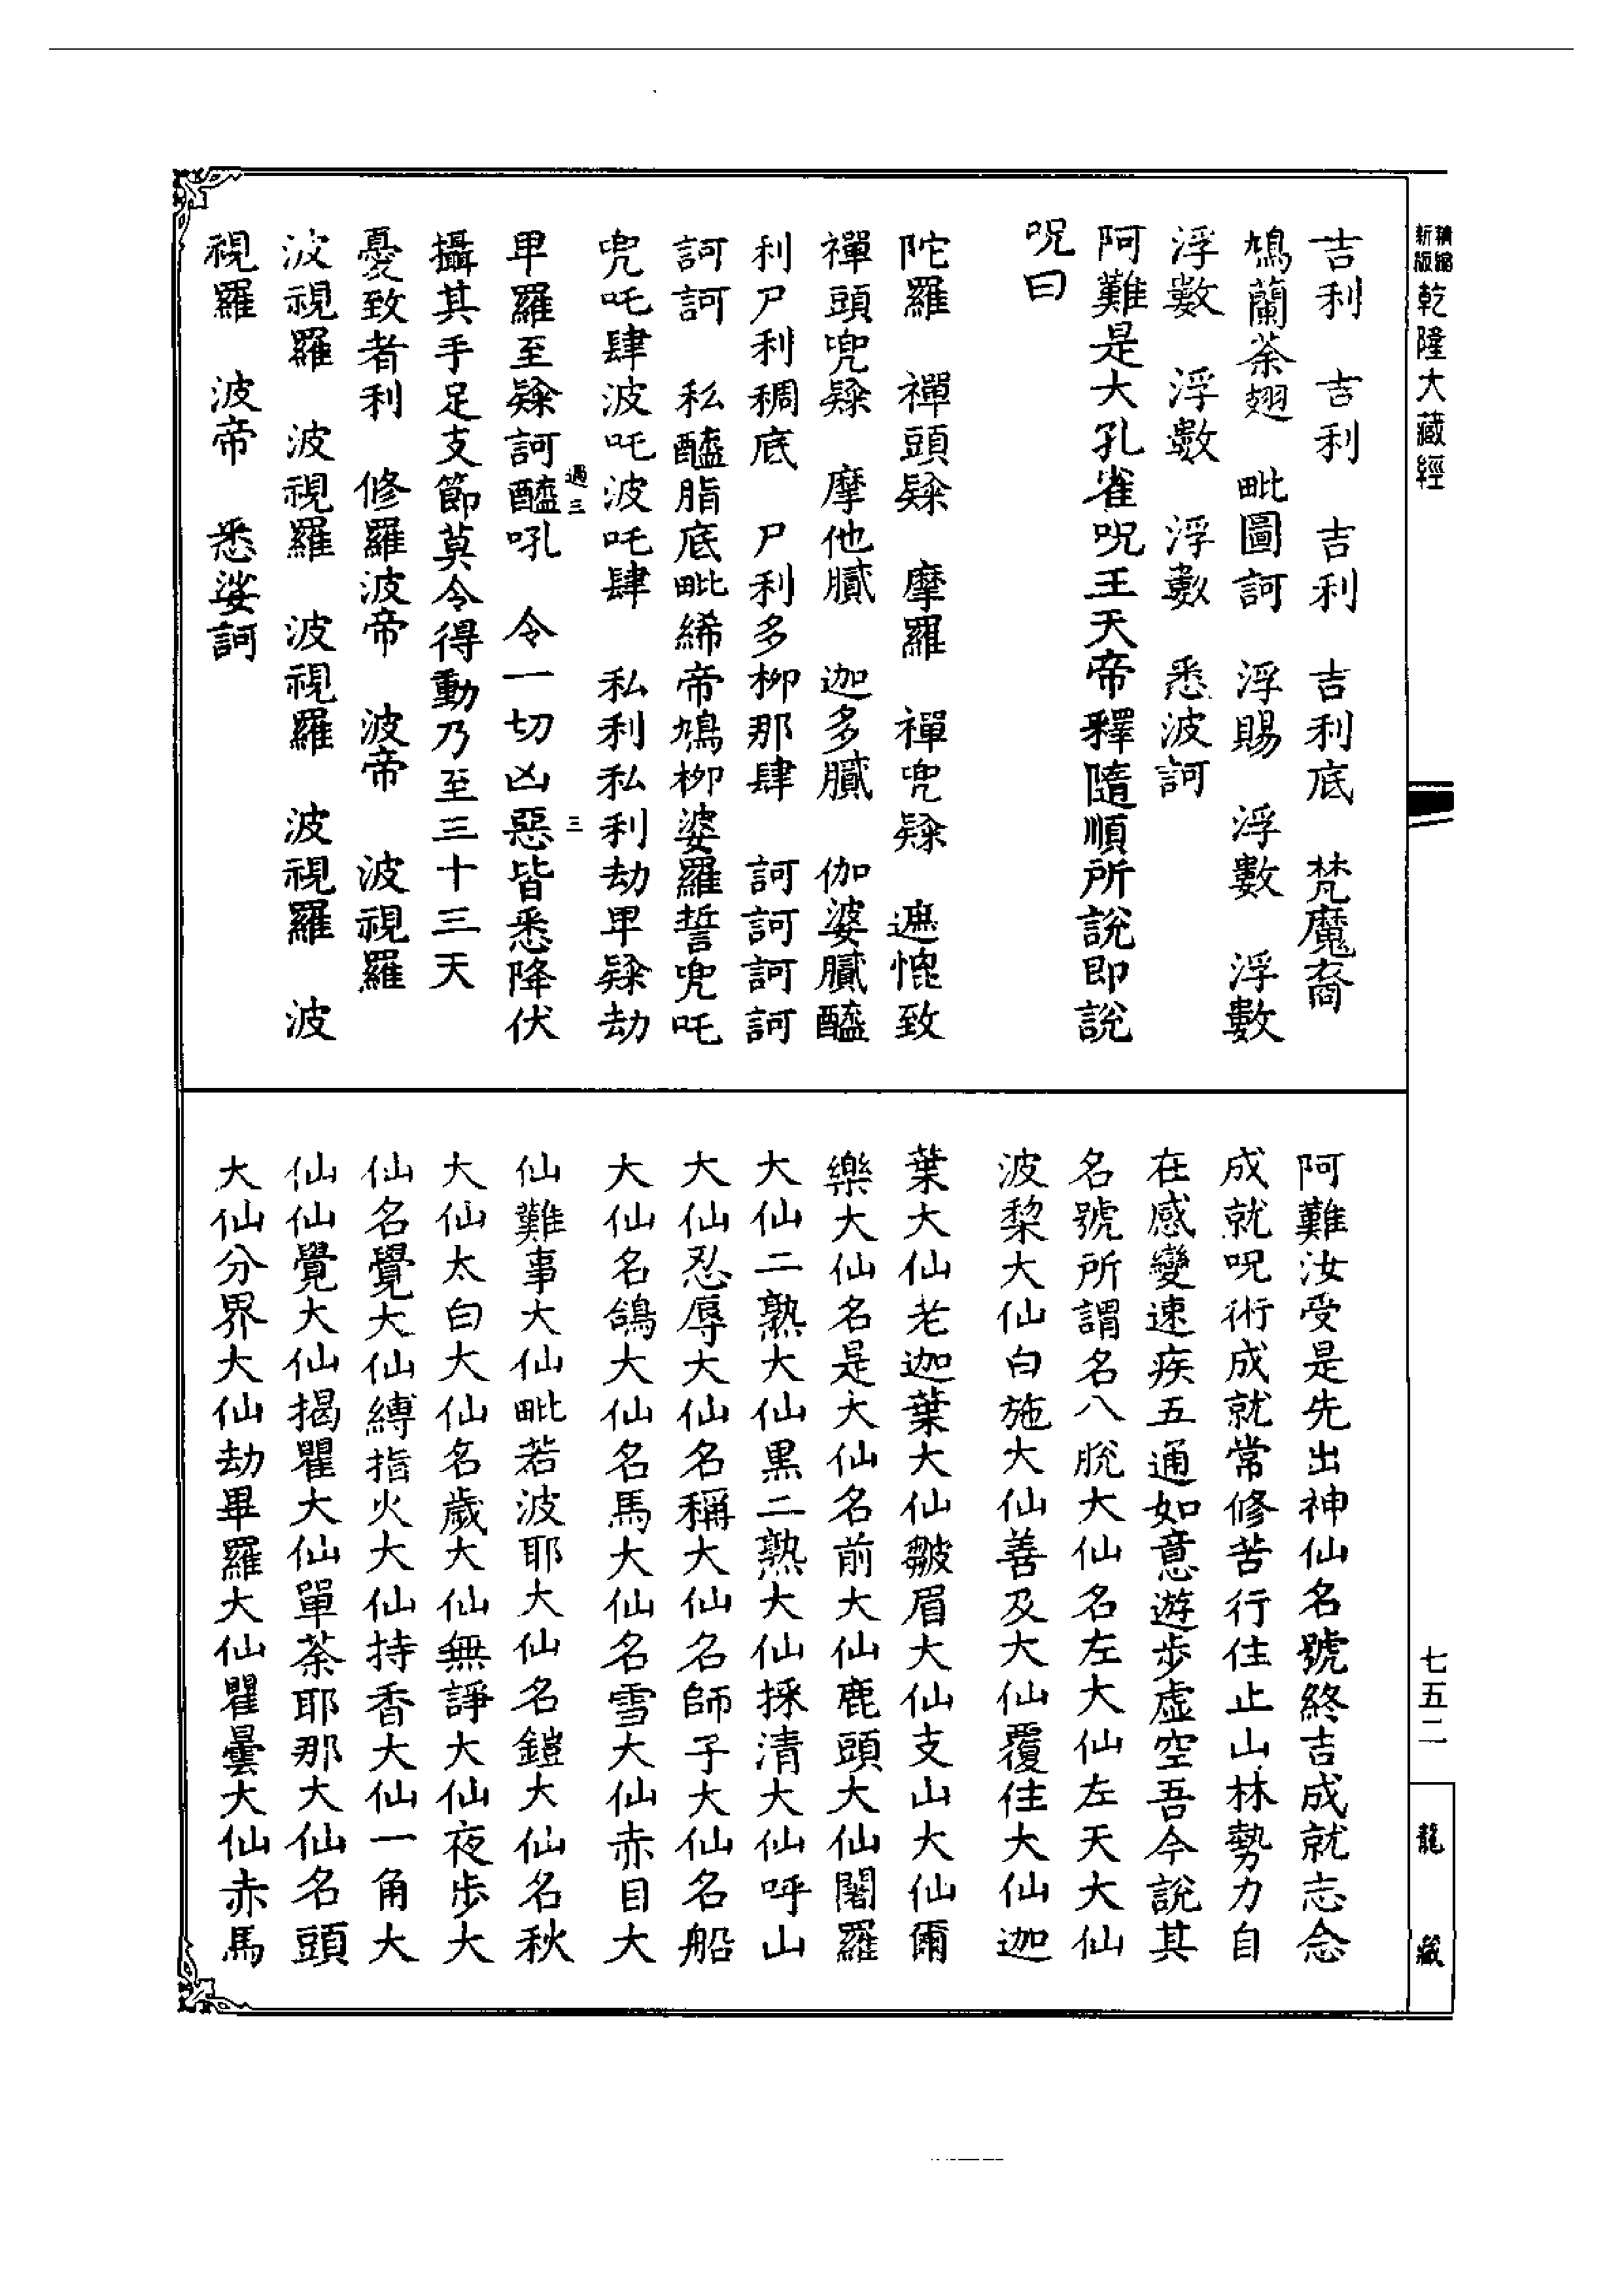 精縮新版乾隆大藏經
吉利　吉利　吉利　吉利底　梵魔裔
鳩蘭荼翅　毗圖訶　浮賜　浮數　浮數
浮數　浮數　浮數　悉波訶
阿難是大孔雀呪王天帝釋隨順所說即說
呪曰
陀羅　禪頭㱔　摩羅　禪兜㱔　遮愧致
禪頭兜㱔　摩他膩　迦多膩　伽婆膩醯
利尸利稠底　尸利多柳那肆　訶訶訶訶
訶訶　私醯脂底毗絺帝鳩柳婆羅誓兜吒
兜吒肆波吒波吒肆　私利私利劫𤰞㱔劫
𤰞羅至㱔訶醯吼　令一切凶惡皆悉降伏
過三　三
攝其手足支節莫令得動乃至三十三天
憂致者利　修羅波帝　波帝　波視羅
波視羅　波視羅　波視羅　波視羅　波
視羅　波帝　悉娑訶
阿難汝受是先出神仙名號終吉成就志念
成就呪術成就常修苦行住止山林勢力自
在感變速疾五通如意遊步虛空吾今說其
名號所謂名八脫大仙名左大仙左天大仙
波梨大仙白施大仙善及大仙覆住大仙迦
葉大仙老迦葉大仙皺眉大仙支山大仙爾
樂大仙名是大仙名前大仙鹿頭大仙闍羅
大仙二熟大仙黑二熟大仙採清大仙呼山
大仙忍辱大仙名稱大仙名師子大仙名船
大仙名鴿大仙名馬大仙名雪大仙赤目大
仙難事大仙毗若波耶大仙名鎧大仙名秋
大仙太白大仙名歲大仙無諍大仙夜步大
仙名覺大仙縛指火大仙持香大仙一角大
仙仙覺大仙揭瞿大仙單荼耶那大仙名頭
大仙分界大仙劫畢羅大仙瞿曇大仙赤馬
七五二
龍　藏